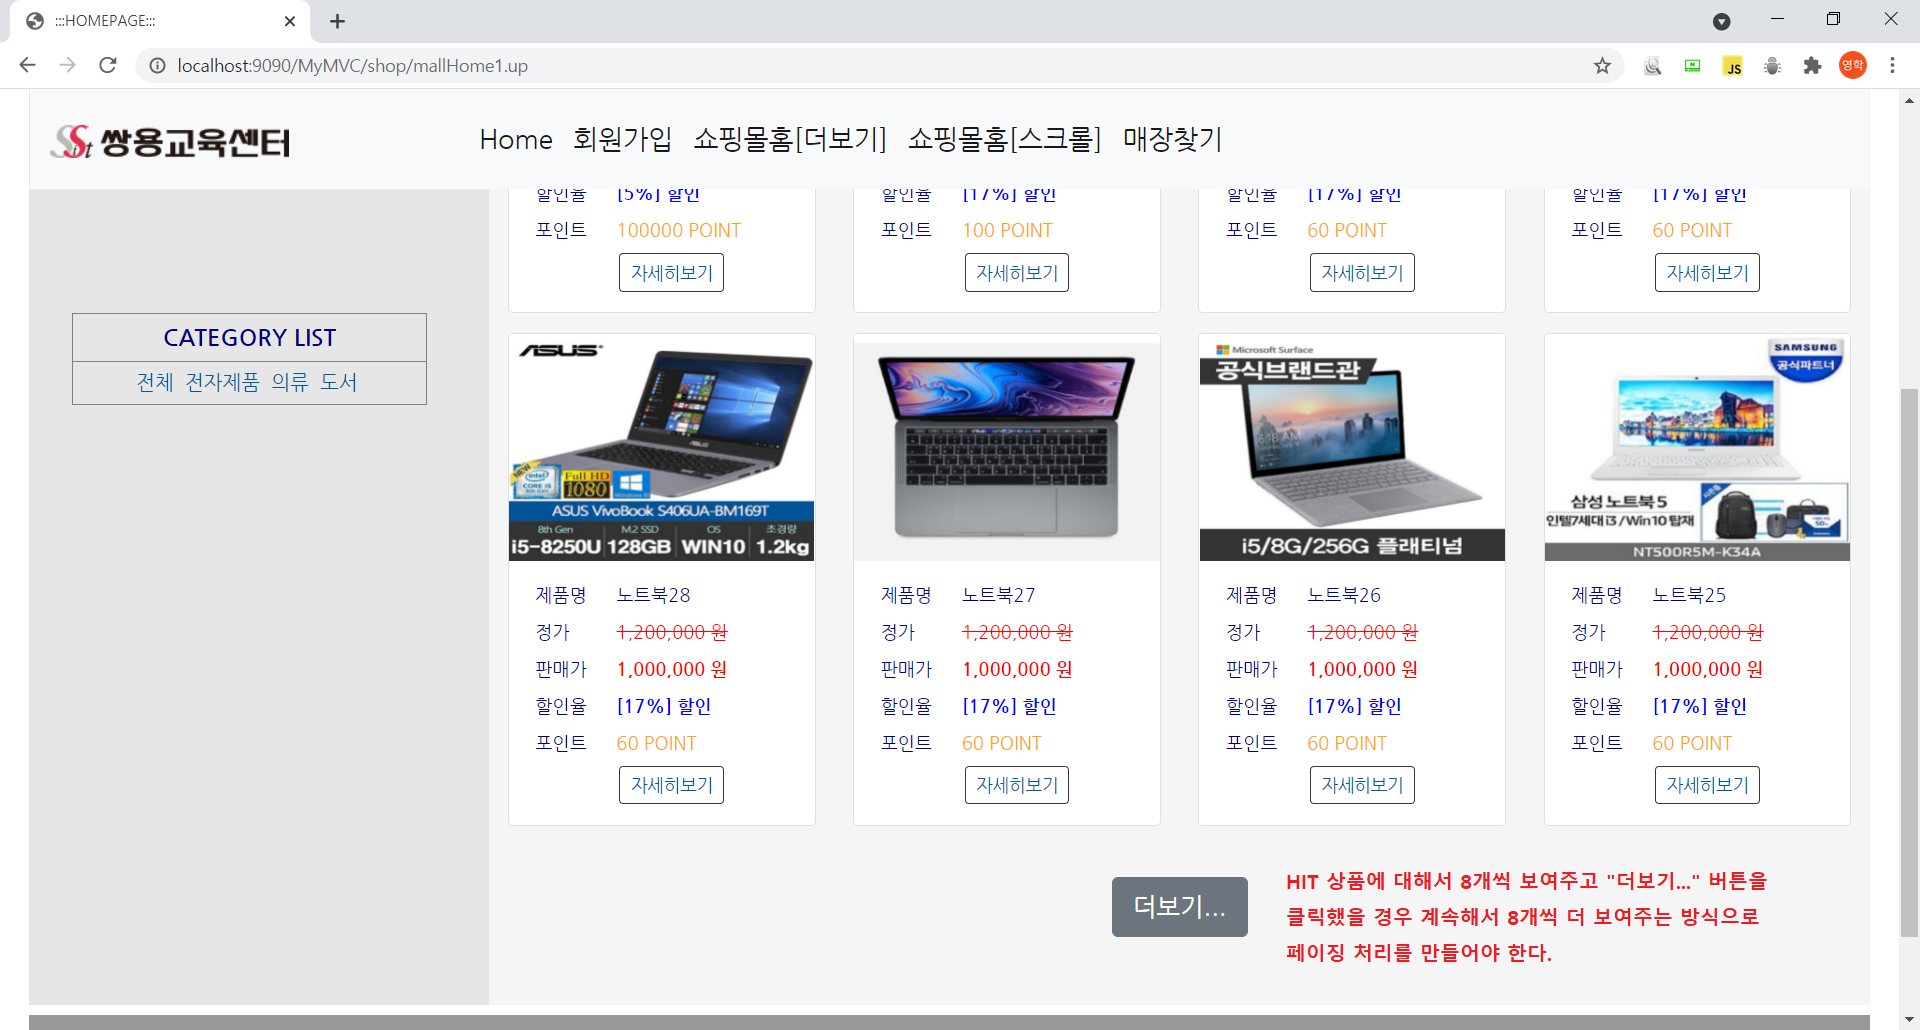 :::HOMEPAGE:::
localhost:9090/MyMVC/shop/mallHome1.up
JS
영학
SSist 쌍용교육센터
Home 회원가입 쇼핑몰홈[더보기] 쇼핑몰홈[스크롤] 매장찾기
할인율 [5%] 할인 할인율 [17%] 할인 할인율 [17%] 할인 할인율 [17%] 할인
포인트 100000 POINT 포인트 100 POINT 포인트 60 POINT 포인트 60 POINT
자세히보기 자세히보기 자세히보기 자세히보기
CATEGORY LIST
전체 전자제품 의류 도서
ASUS
NEW
intel CORE i5 8th Gen
Full HD
1080
Windows 10
ASUS
ASUS VivoBook S406UA-BM169T
8th Gen M.2 SSD OS 초경량
i5-8250U 128GB WIN10 1.2kg
Microsoft Surface
공식브랜드관
6:18 AM
i5/8G/256G 플래티넘
SAMSUNG
공식파트너
삼성 노트북 5
인텔7세대 i3 / Win10 탑재
사은품
NT500R5M-K34A
제품명 노트북28 제품명 노트북27 제품명 노트북26 제품명 노트북25
정가 1,200,000 원 정가 1,200,000 원 정가 1,200,000 원 정가 1,200,000 원
판매가 1,000,000 원 판매가 1,000,000 원 판매가 1,000,000 원 판매가 1,000,000 원
할인율 [17%] 할인 할인율 [17%] 할인 할인율 [17%] 할인 할인율 [17%] 할인
포인트 60 POINT 포인트 60 POINT 포인트 60 POINT 포인트 60 POINT
자세히보기 자세히보기 자세히보기 자세히보기
더보기...
HIT 상품에 대해서 8개씩 보여주고 "더보기..." 버튼을
클릭했을 경우 계속해서 8개씩 더 보여주는 방식으로
페이징 처리를 만들어야 한다.